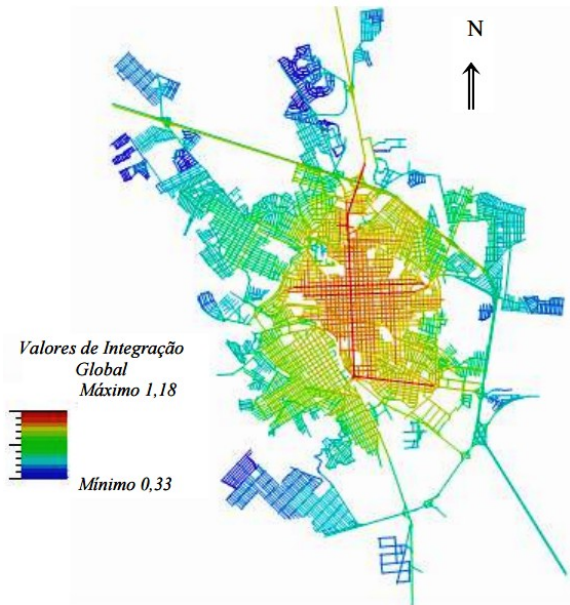 N
Valores de Integração
Global
Máximo 1,18
Mínimo 0,33